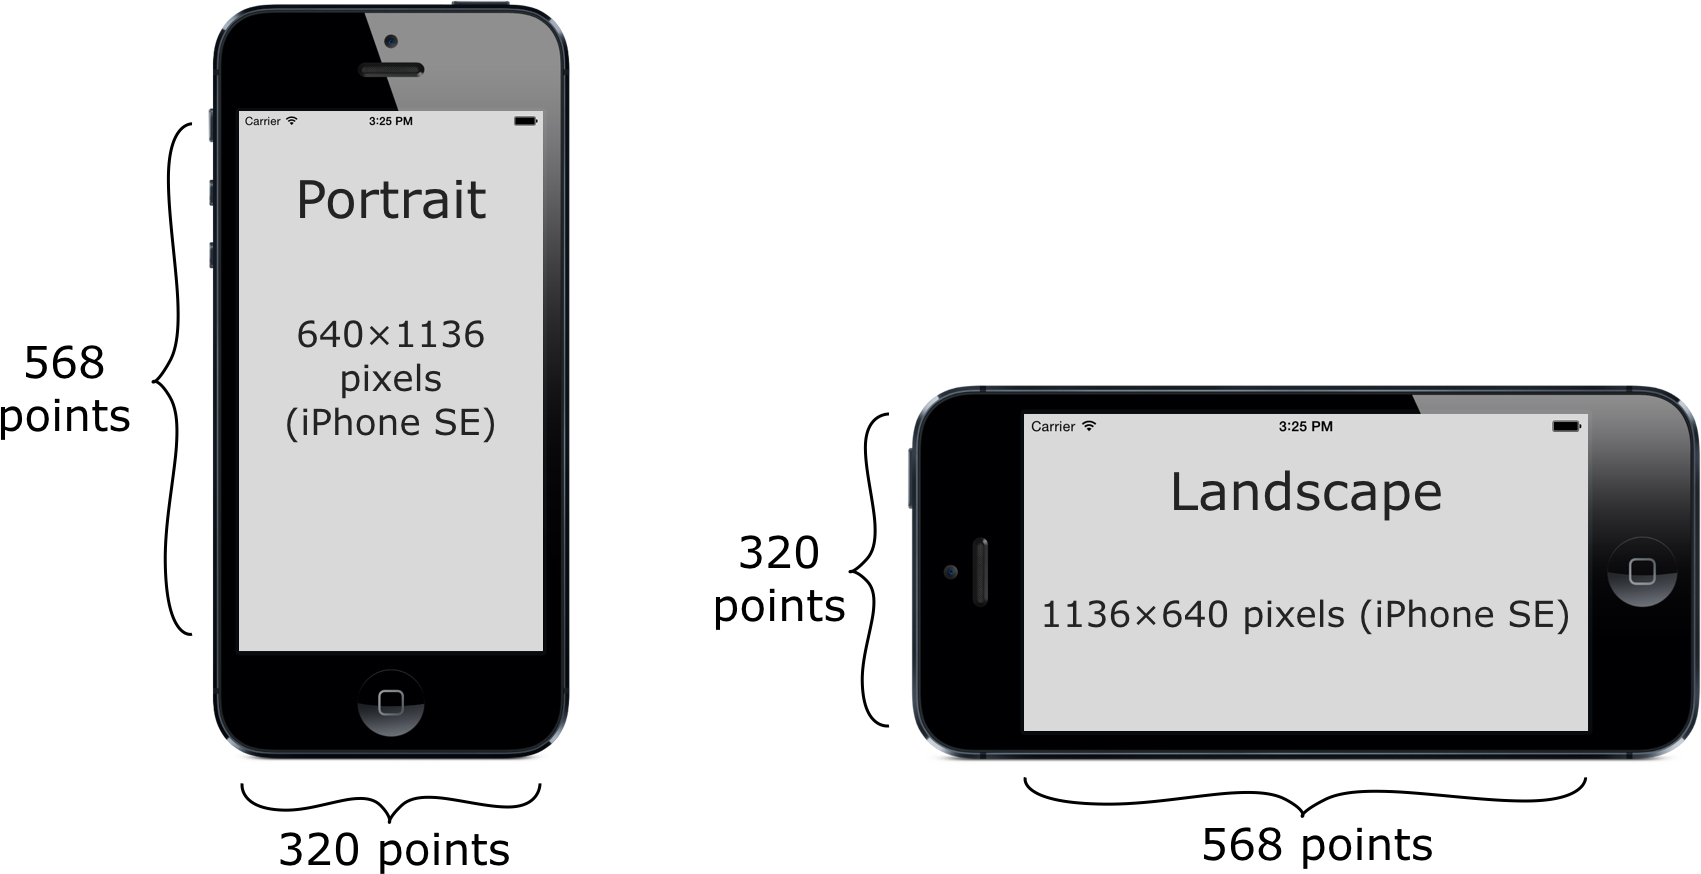 Carrier
3:25 PM
Portrait
640×1136
pixels
(iPhone SE)
568
points
320 points
Carrier
3:25 PM
Landscape
1136×640 pixels (iPhone SE)
320
points
568 points